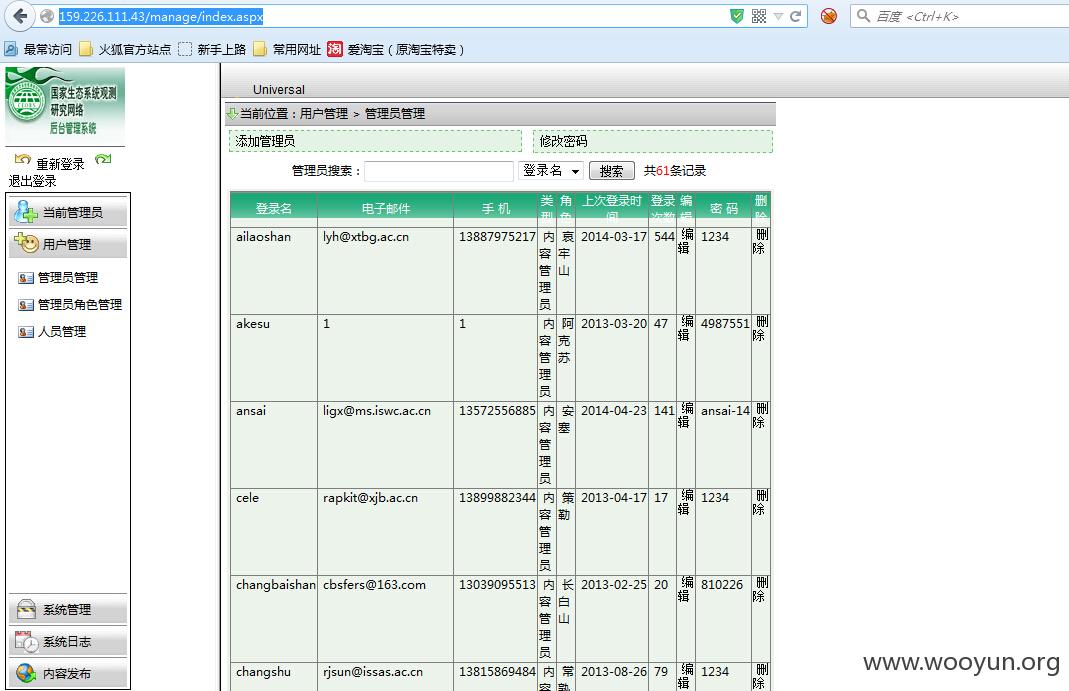 159.226.111.43/manage/index.aspx
百度 <Ctrl+K>
最常访问 火狐官方站点 新手上路 常用网址 淘 爱淘宝（原淘宝特卖）
国家生态系统观测
研究网络
后台管理系统
CERN
重新登录
退出登录
当前管理员
用户管理
管理员管理
管理员角色管理
人员管理
系统管理
系统日志
内容发布
Universal
当前位置：用户管理 > 管理员管理
添加管理员 修改密码
管理员搜索： 登录名 搜索 共61条记录
登录名 电子邮件 手 机 类型 角色 上次登录时间 登录次数 编辑 密 码 删除
ailaoshan lyh@xtbg.ac.cn 13887975217 内容管理员 哀牢山 2014-03-17 544 编辑 1234 删除
akesu 1 1 内容管理员 阿克苏 2013-03-20 47 编辑 4987551 删除
ansai ligx@ms.iswc.ac.cn 13572556885 内容管理员 安塞 2014-04-23 141 编辑 ansai-14 删除
cele rapkit@xjb.ac.cn 13899882344 内容管理员 策勒 2013-04-17 17 编辑 1234 删除
changbaishan cbsfers@163.com 13039095513 内容管理员 长白山 2013-02-25 20 编辑 810226 删除
changshu rjsun@issas.ac.cn 13815869484 内容 常熟 2013-08-26 79 编辑 1234 删除
www.wooyun.org